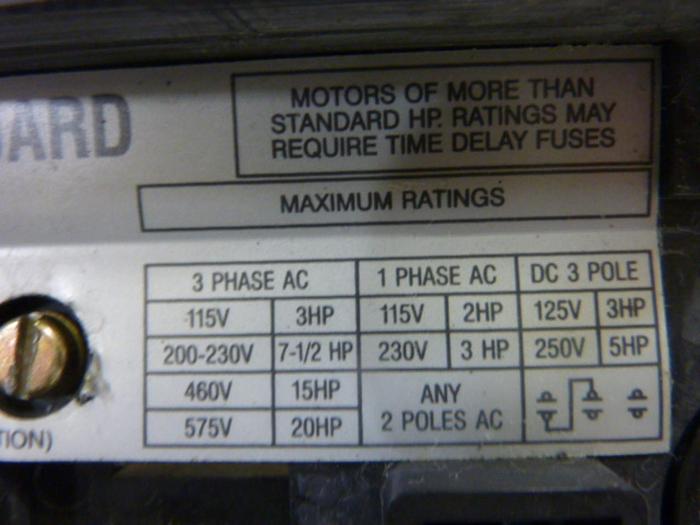 MOTORS OF MORE THAN
STANDARD HP. RATINGS MAY
REQUIRE TIME DELAY FUSES
MAXIMUM RATINGS
3 PHASE AC 1 PHASE AC DC 3 POLE
115V 3HP 115V 2HP 125V 3HP
200-230V 7-1/2 HP 230V 3 HP 250V 5HP
460V 15HP ANY
575V 20HP 2 POLES AC